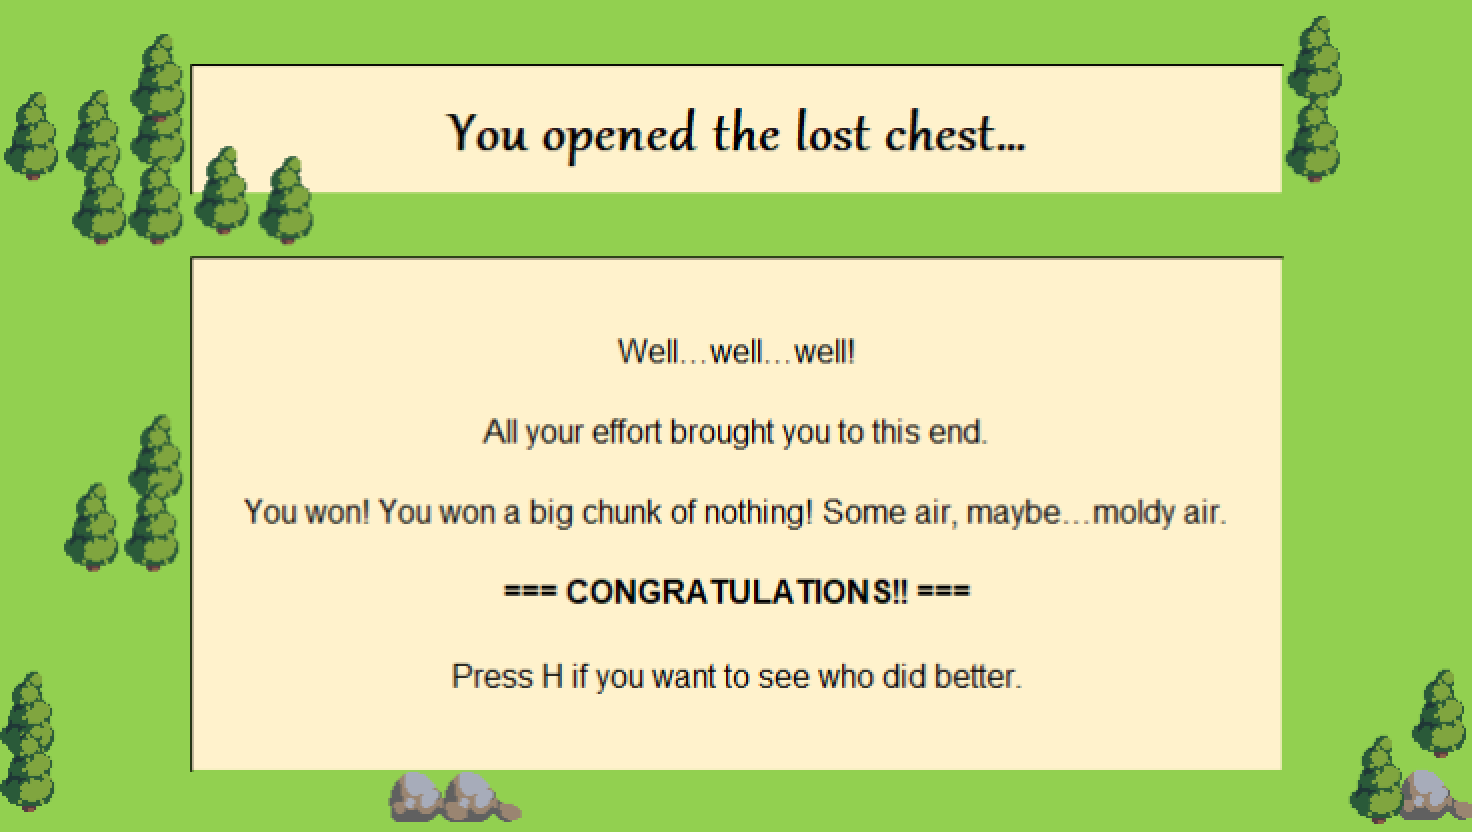 You opened the lost chest...
Well…well…well!
All your effort brought you to this end.
You won! You won a big chunk of nothing! Some air, maybe…moldy air.
=== CONGRATULATIONS!! ===
Press H if you want to see who did better.